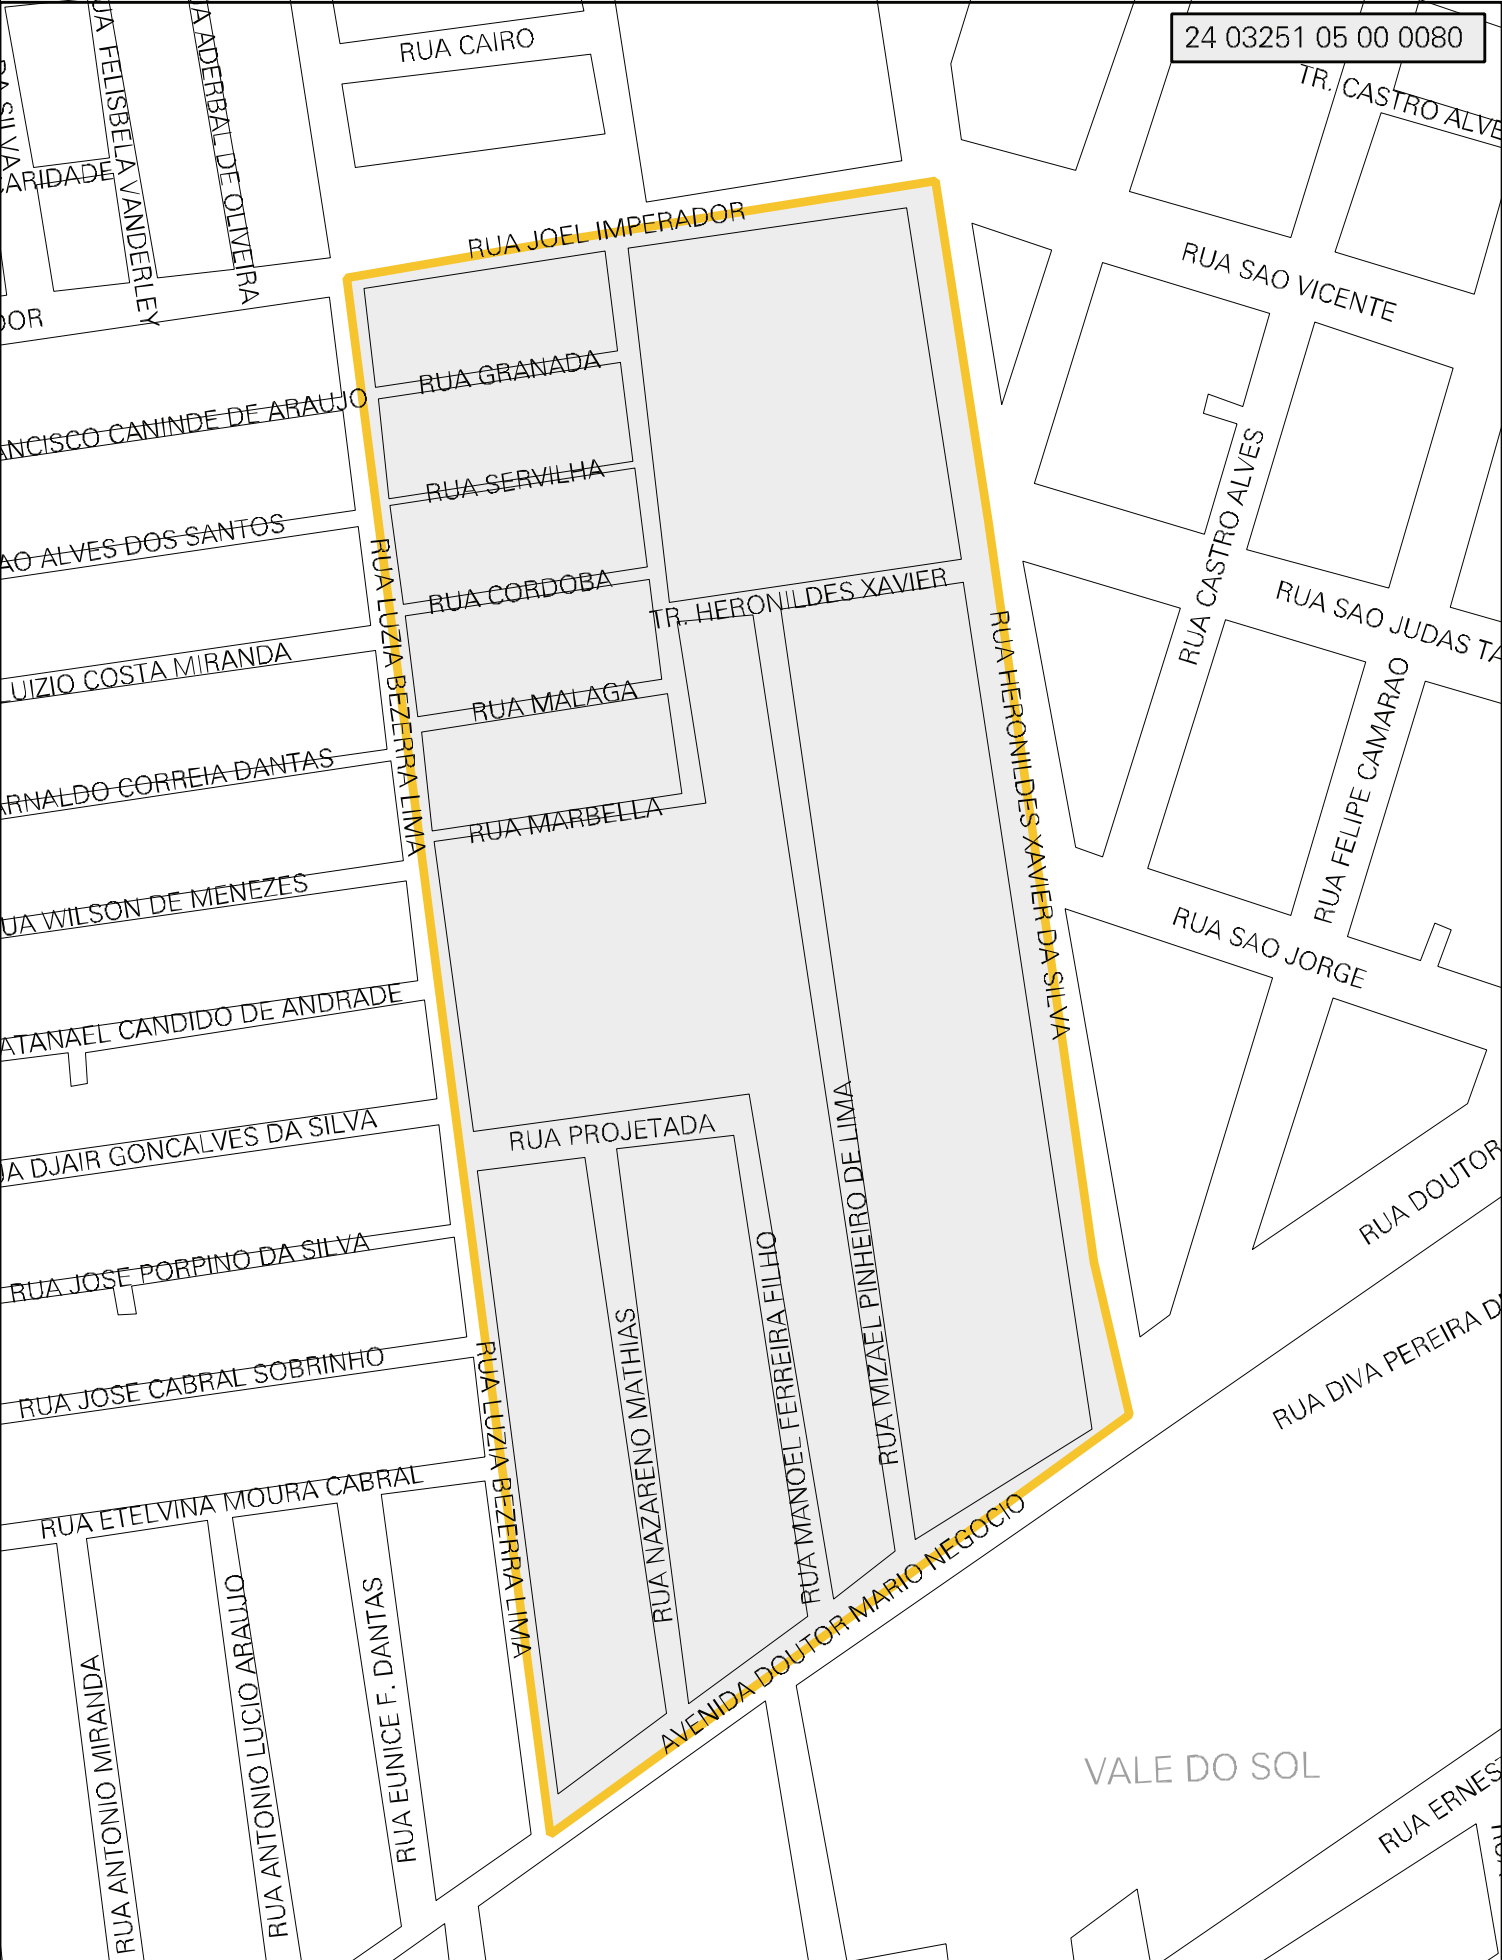 24 03251 05 00 0080
RUA CAIRO
RUA FELISBELA VANDERLEY
ADERBAL DE OLIVEIRA
DA SILVA
CARIDADE
TR. CASTRO ALVE
RUA JOEL IMPERADOR
RUA SAO VICENTE
DOR
RUA GRANADA
ANCISCO CANINDE DE ARAUJO
RUA SERVILHA
RUA CASTRO ALVES
AO ALVES DOS SANTOS
RUA CORDOBA
TR. HERONILDES XAVIER
RUA SAO JUDAS TA
RUA LUZIA BEZERRA LIMA
RUA HERONILDES XAVIER DA SILVA
UIZIO COSTA MIRANDA
RUA MALAGA
RUA FELIPE CAMARAO
ARNALDO CORREIA DANTAS
RUA MARBELLA
UA WILSON DE MENEZES
RUA SAO JORGE
ATANAEL CANDIDO DE ANDRADE
UA DJAIR GONCALVES DA SILVA
RUA PROJETADA
RUA MIZAEL PINHEIRO DE LIMA
RUA DOUTOR
RUA JOSE PORPINO DA SILVA
RUA MANOEL FERREIRA FILHO
RUA NAZARENO MATHIAS
RUA DIVA PEREIRA D
RUA JOSE CABRAL SOBRINHO
RUA LUZIA BEZERRA LIMA
RUA ETELVINA MOURA CABRAL
AVENIDA DOUTOR MARIO NEGOCIO
RUA ANTONIO MIRANDA
RUA ANTONIO LUCIO ARAUJO
RUA EUNICE F. DANTAS
VALE DO SOL
RUA ERNES